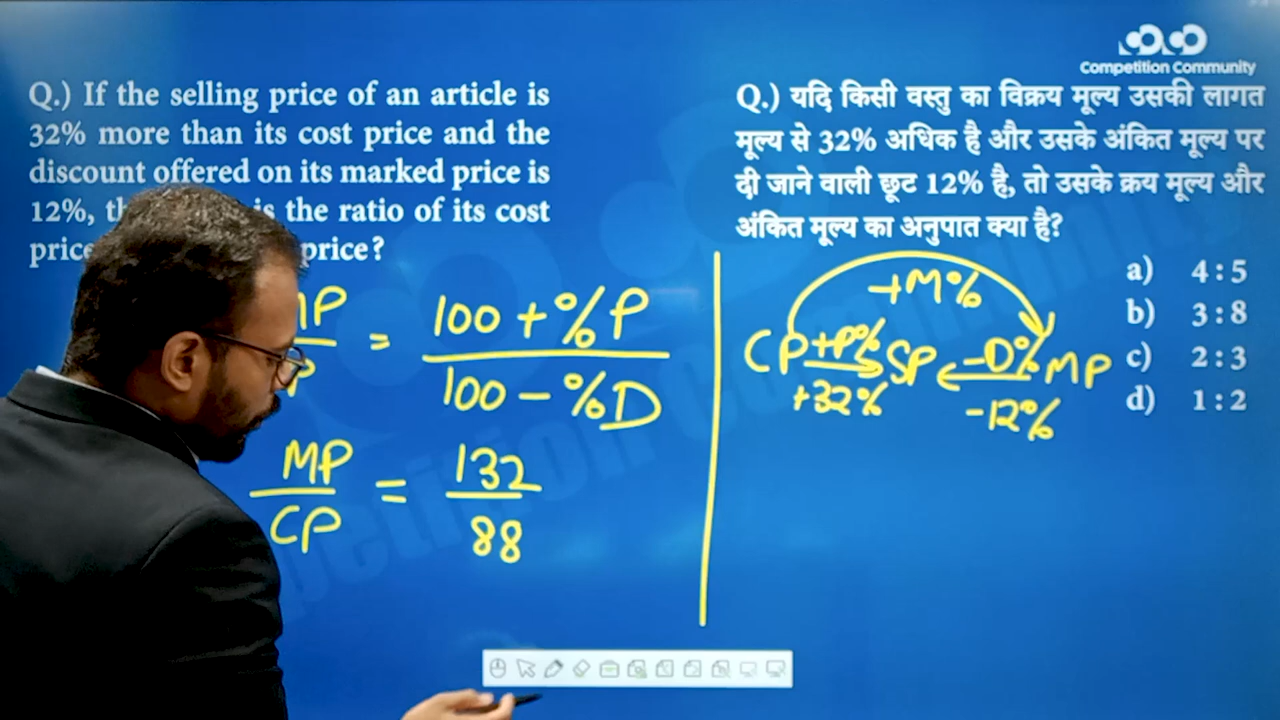 Competition Community
Q.) If the selling price of an article is
32% more than its cost price and the
discount offered on its marked price is
12%, is the ratio of its cost
price price?
Q.) यदि किसी वस्तु का विक्रय मूल्य उसकी लागत
मूल्य से 32% अधिक है और उसके अंकित मूल्य पर
दी जाने वाली छूट 12% है, तो उसके क्रय मूल्य और
अंकित मूल्य का अनुपात क्या है?
a) 4 : 5
b) 3 : 8
c) 2 : 3
d) 1 : 2
MP = 100 + %P
P 100 - %D
MP = 132
CP 88
+M%
CP +P% SP -D% MP
+32% -12%